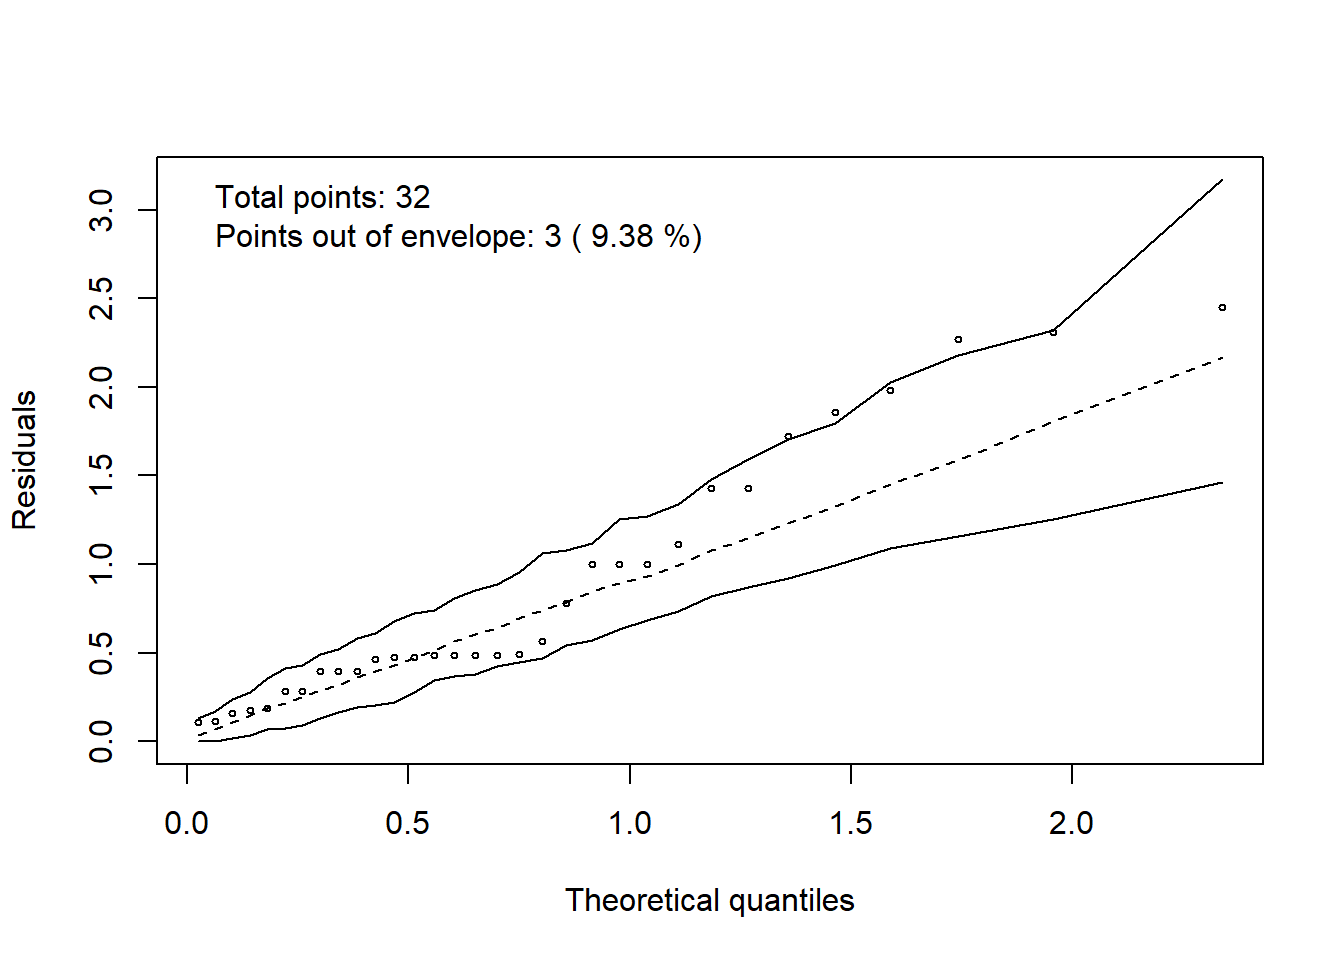 Total points: 32
Points out of envelope: 3 ( 9.38 %)
3.0
2.5
2.0
1.5
1.0
0.5
0.0
Residuals
0.0 0.5 1.0 1.5 2.0
Theoretical quantiles